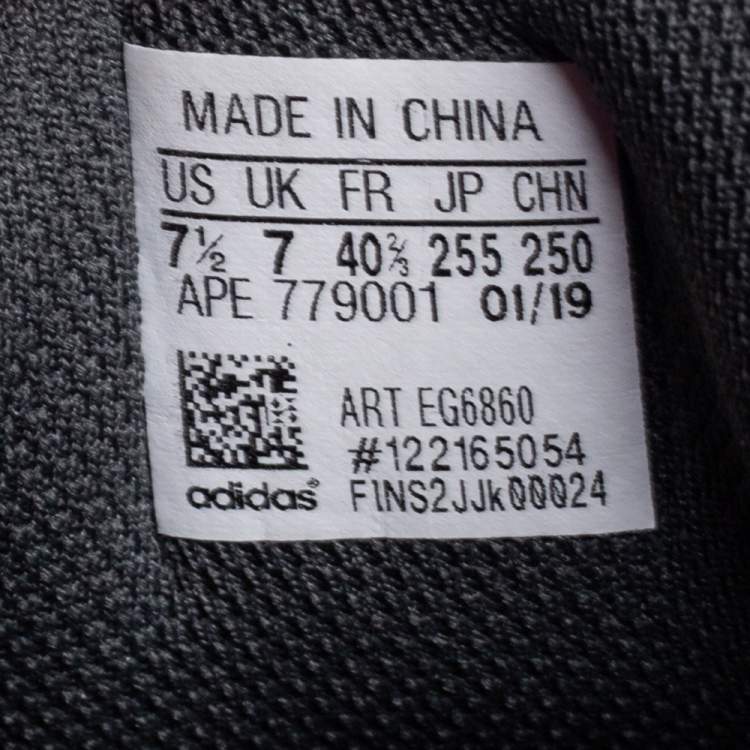 MADE IN CHINA
US UK FR JP CHN
7½ 7 40⅔ 255 250
APE 779001 01/19
ART EG6860
#122165054
adidas® F1NS2JJk00024